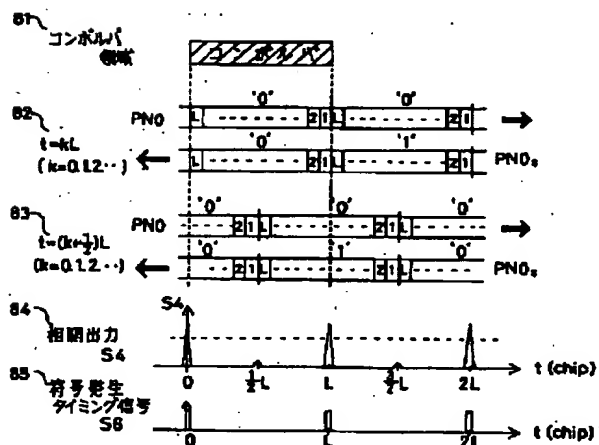 81
コンボルバ
領域
コンボルバ
'0' '0'
PN0 L 2 1 L 2 1
82
t=kL
(k=0.1.2‥)
'0' '1'
L 2 1 L 2 1 PN0s
83
'0' '0' '0'
PN0 2 1 L 2 1 L
t=(k+1/2)L
(k=0.1.2‥)
'0' '1' '0'
2 1 L 2 1 L PN0s
84
S4
相関出力
S4
0 1/2L L 3/2L 2L t (chip)
85
符号発生
タイミング信号
S6
0 L 2L t (chip)